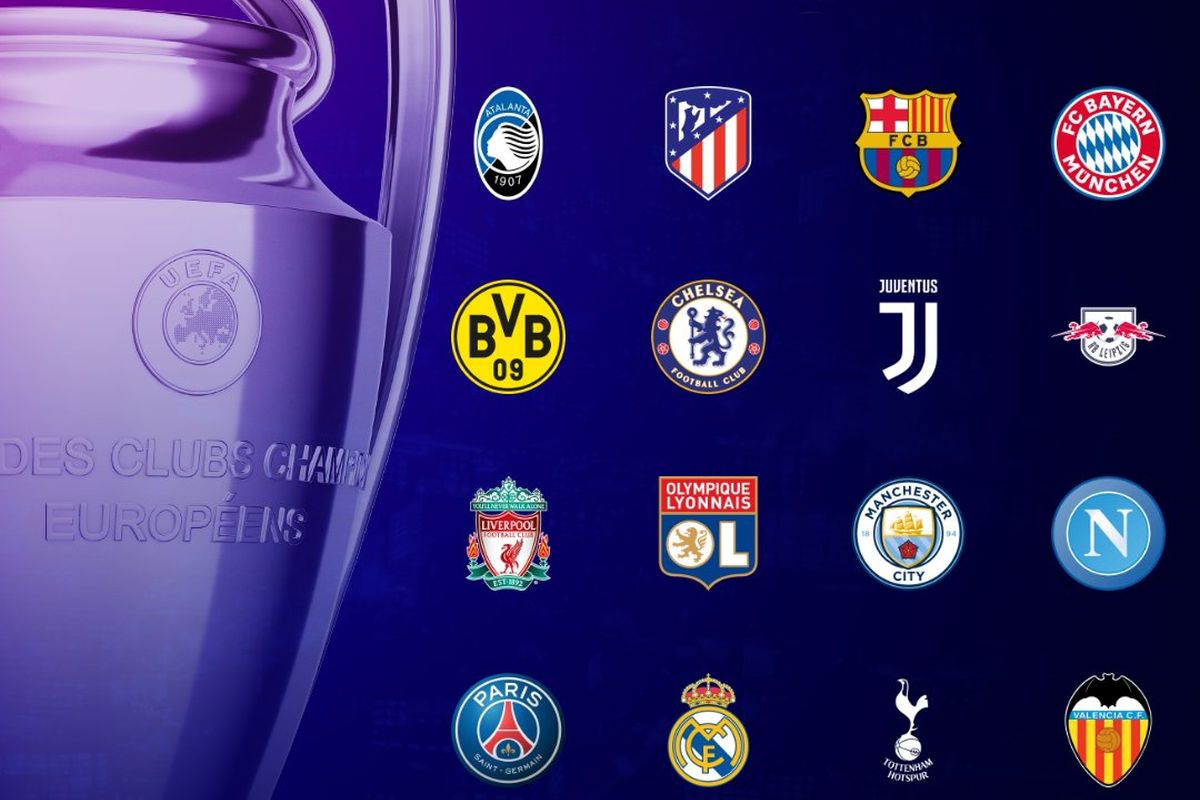 UEFA
DES CLUBS CHAMPIO
EUROPÉENS
ATALANTA
1907
FCB
FC BAYERN
MÜNCHEN
BVB
09
CHELSEA
FOOTBALL CLUB
JUVENTUS
J
RB LEIPZIG
YOU'LL NEVER WALK ALONE
LIVERPOOL
FOOTBALL CLUB
EST·1892
OLYMPIQUE
LYONNAIS
OL
MANCHESTER
18 94
CITY
N
PARIS
SAINT-GERMAIN
MCF
TOTTENHAM
HOTSPUR
VALENCIA C.F.